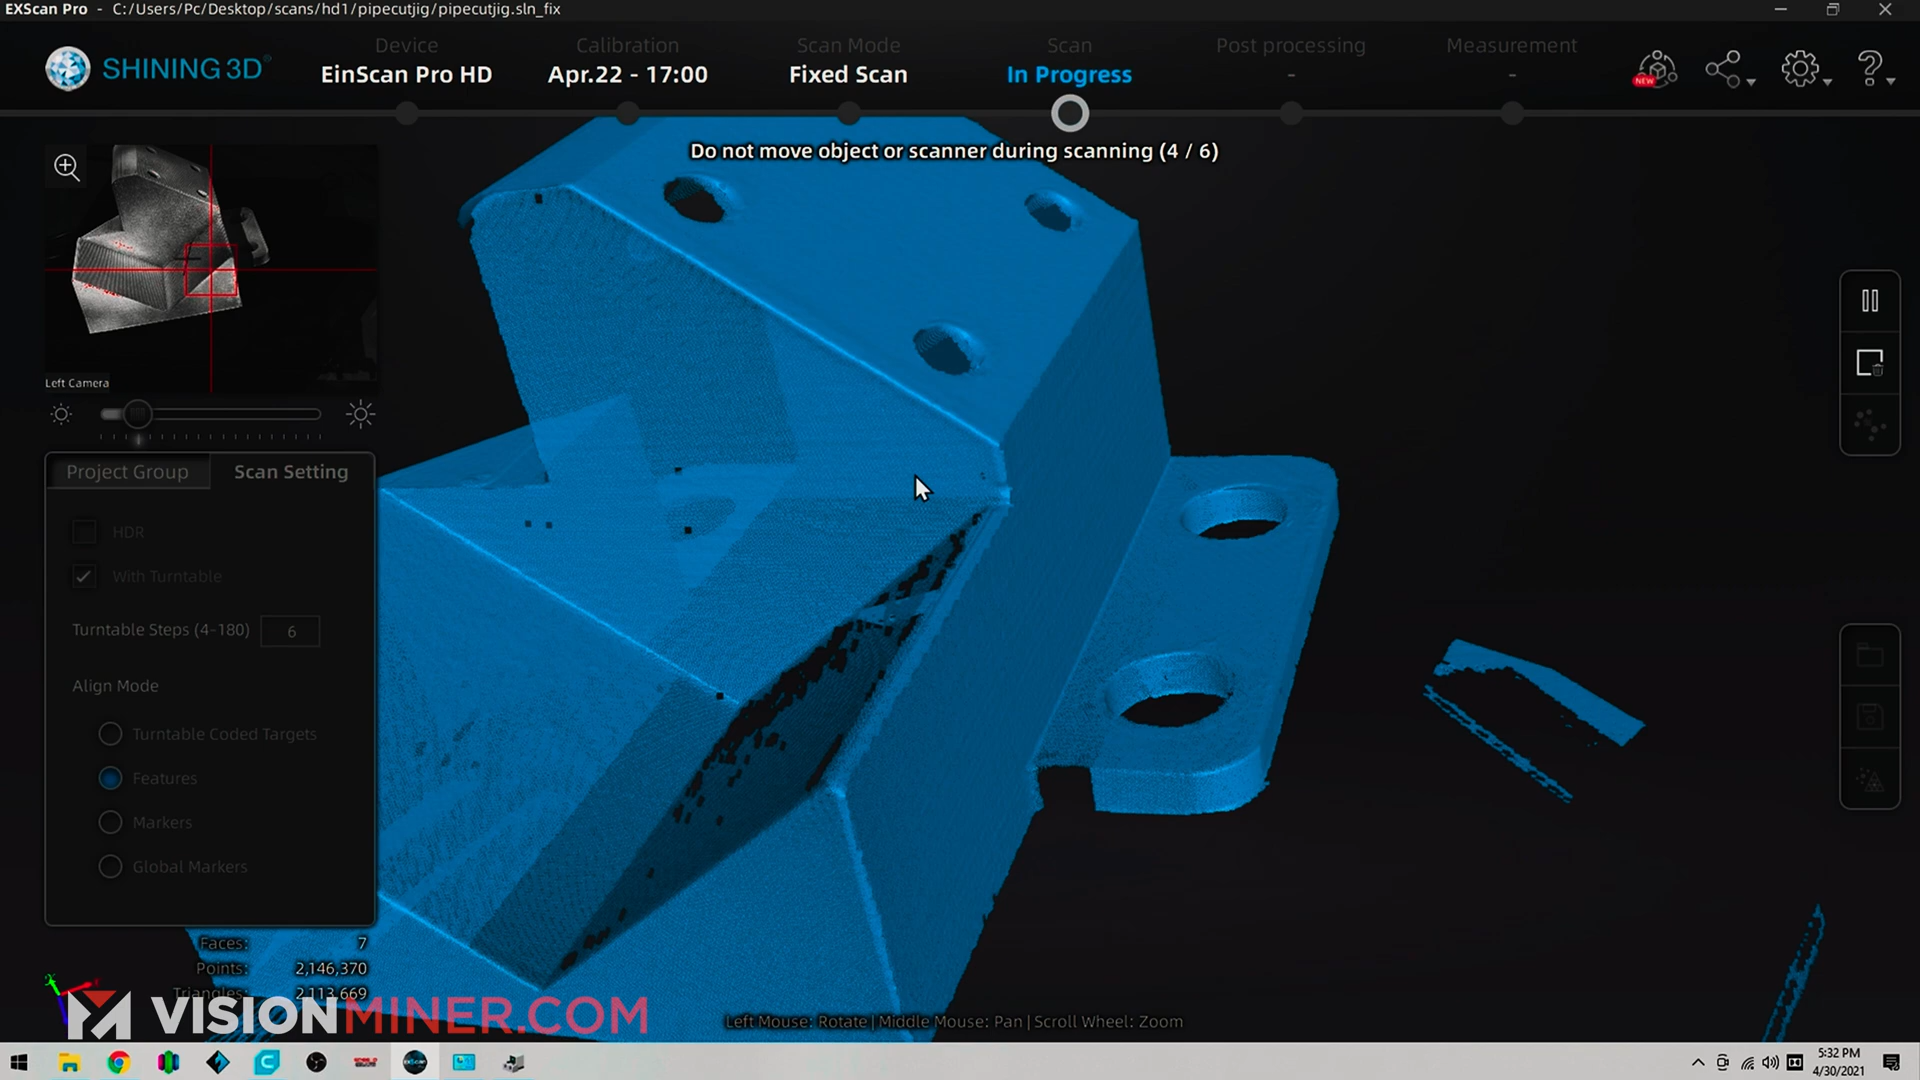 EXScan Pro - C:/Users/Pc/Desktop/scans/hd1/pipecutjig/pipecutjig.sln_fix
SHINING 3D®
Device
EinScan Pro HD
Calibration
Apr.22 - 17:00
Scan Mode
Fixed Scan
Scan
In Progress
Post processing
-
Measurement
-
NEW
Do not move object or scanner during scanning (4 / 6)
Left Camera
Project Group
Scan Setting
HDR
With Turntable
Turntable Steps (4-180)
6
Align Mode
Turntable Coded Targets
Features
Markers
Global Markers
Faces: 7
Points: 2,146,370
Triangles: 2,113,669
VISIONMINER.COM
Left Mouse: Rotate | Middle Mouse: Pan | Scroll Wheel: Zoom
5:32 PM
4/30/2021